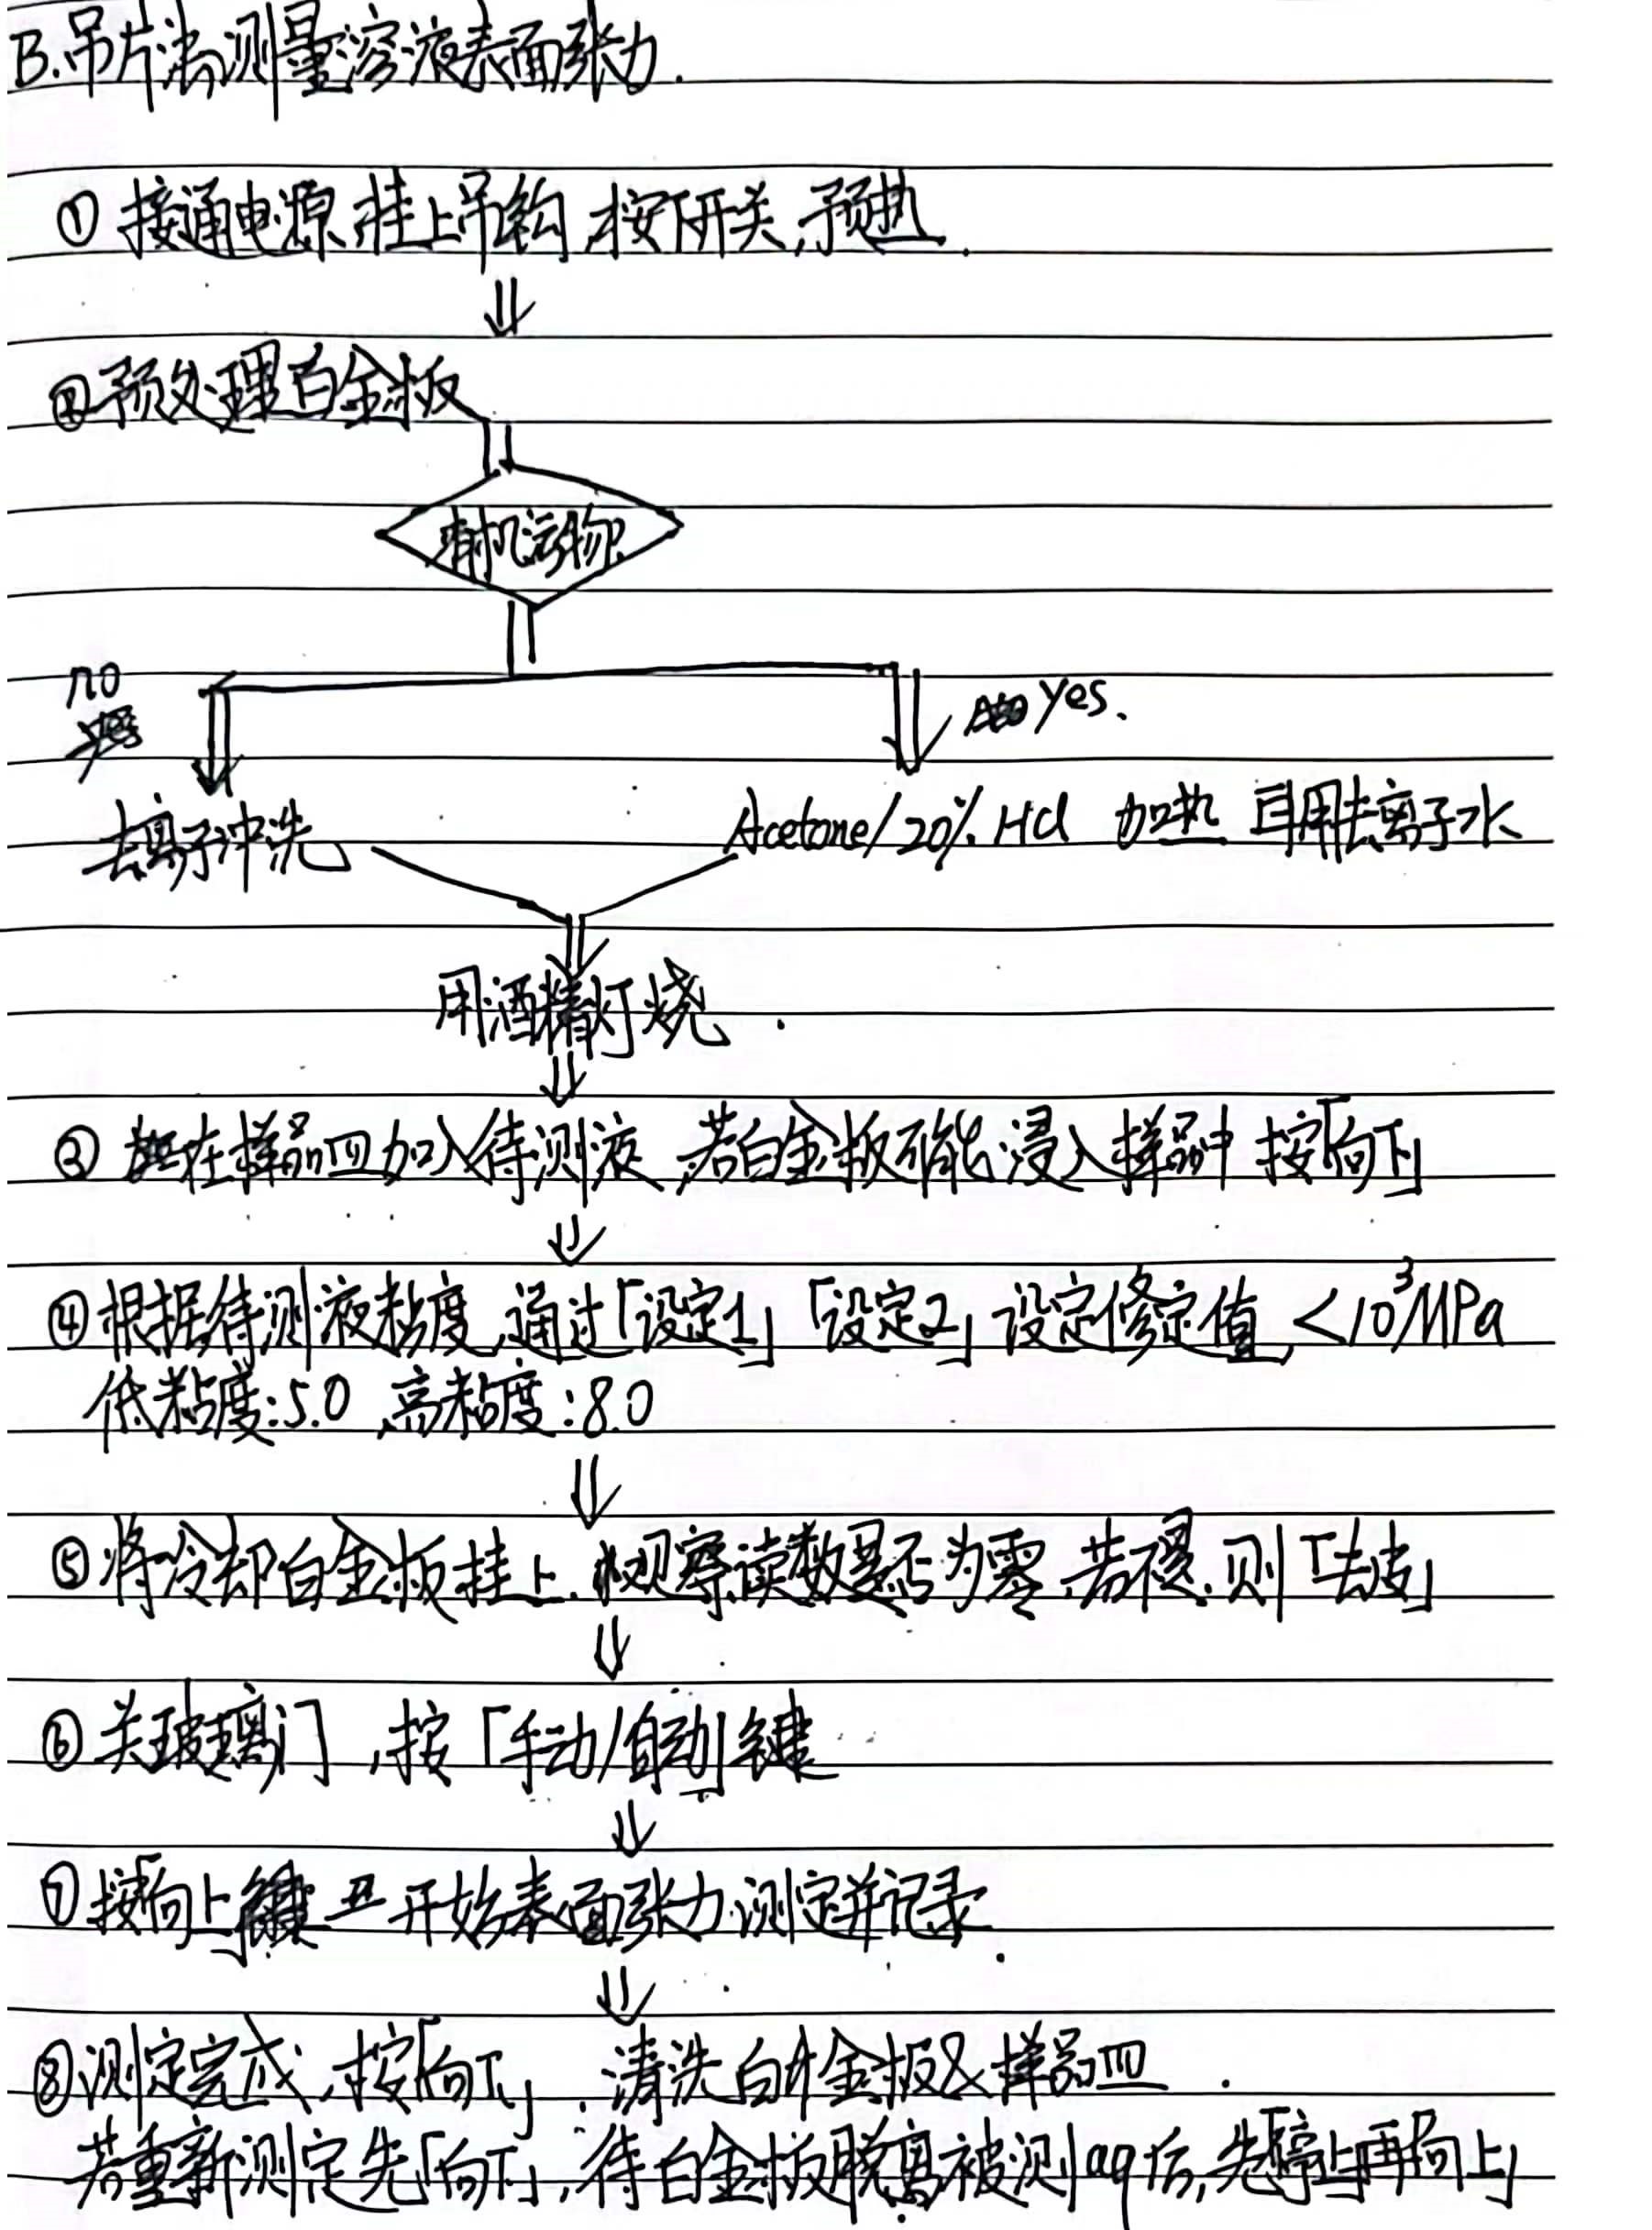 B.吊片法测量溶液表面张力.
① 接通电源,挂上吊钩,按「开关」,预热.
②预处理白金板
有机污物?
no
yes.
去离子冲洗
Acetone/20% HCl 加热 再用去离子水
用酒精灯烧.
③ 在样品皿加入待测液,若白金板可能浸入样品中 按「向下」
④根据待测液粘度,通过「设定1」「设定2」设定修定值,<10³MPa
低粘度:5.0,高粘度:8.0
⑤将冷却白金板挂上,观察读数是否为零,若不是,则「去皮」
⑥关玻璃门,按「手动/自动」键
⑦按「向上」键 开始表面张力测定并记录.
⑧测定完成,按「向下」,清洗白金板&样品皿.
若重新测定先「向下」,待白金板脱离被测aq后,先「停止」再「向上」